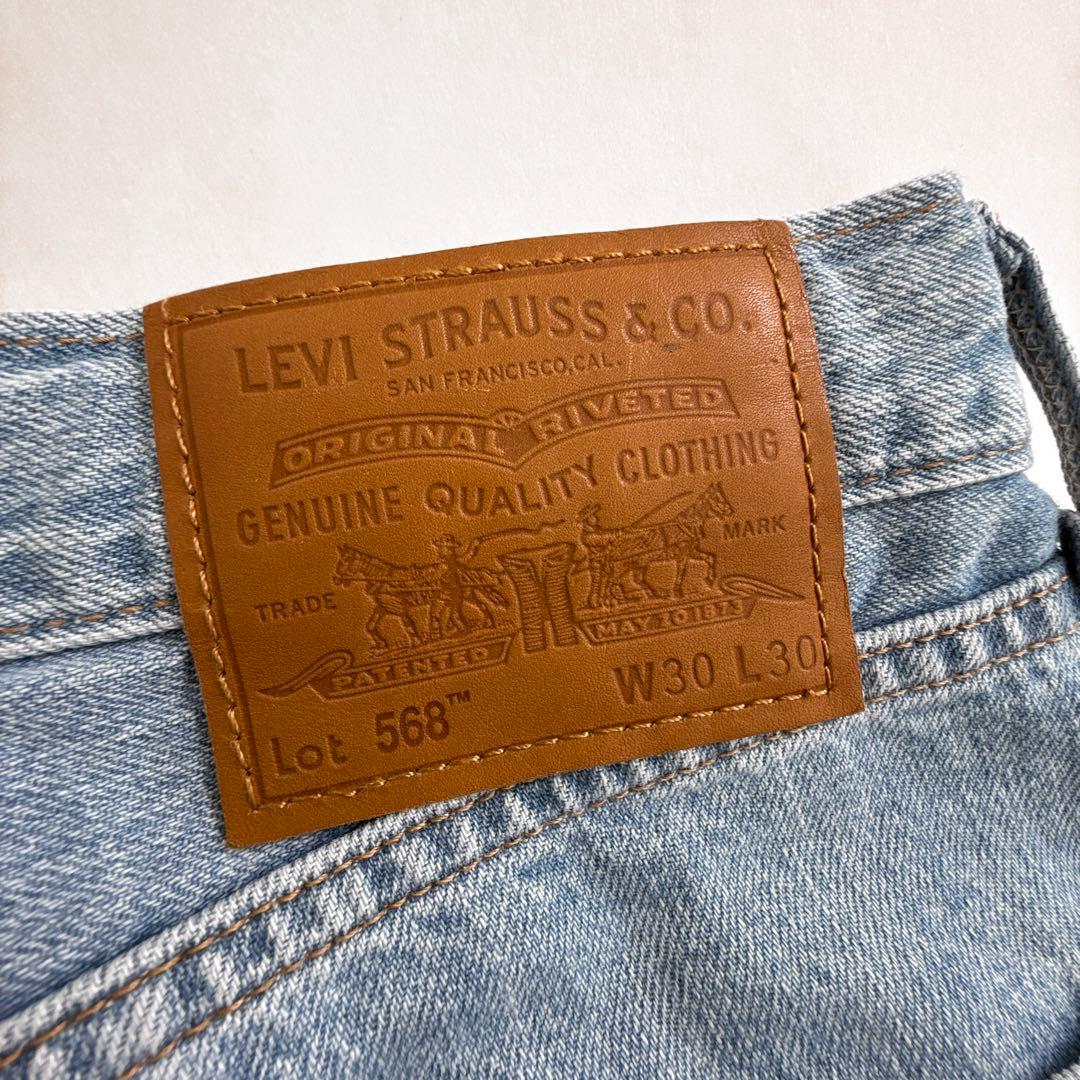 LEVI STRAUSS & CO.
SAN FRANCISCO, CAL.
ORIGINAL RIVETED
GENUINE QUALITY CLOTHING
TRADE MARK
PATENTED MAY 20 1873
Lot 568™ W30 L30